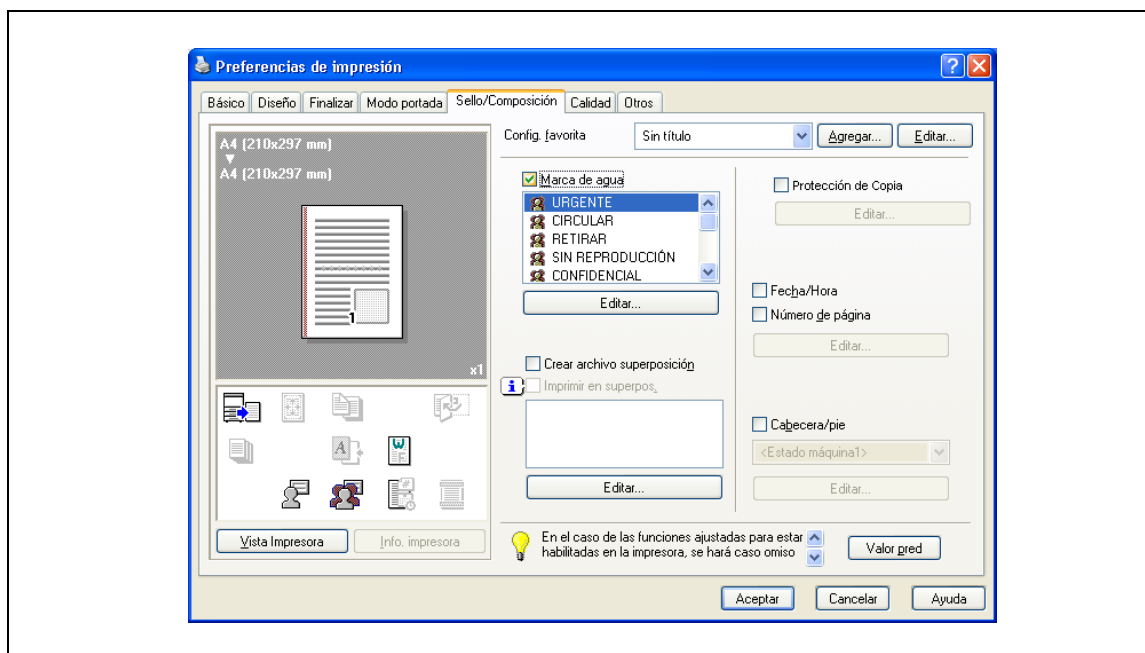 Preferencias de impresión
Básico Diseño Finalizar Modo portada Sello/Composición Calidad Otros
A4 (210x297 mm)
A4 (210x297 mm)
1
x1
Vista Impresora Info. impresora
Config. favorita Sin título Agregar... Editar...
Marca de agua
URGENTE
CIRCULAR
RETIRAR
SIN REPRODUCCIÓN
CONFIDENCIAL
Editar...
Crear archivo superposición
Imprimir en superpos.
Editar...
Protección de Copia
Editar...
Fecha/Hora
Número de página
Editar...
Cabecera/pie
<Estado máquina1>
Editar...
En el caso de las funciones ajustadas para estar
habilitadas en la impresora, se hará caso omiso
Valor pred
Aceptar Cancelar Ayuda